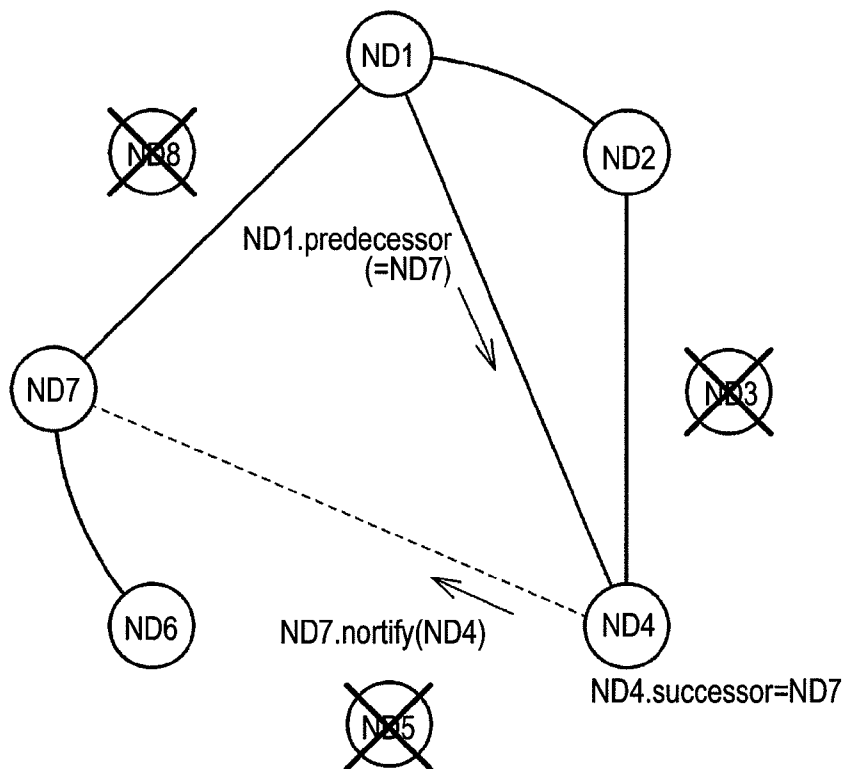 ND1
ND8
ND2
ND1.predecessor
(=ND7)
ND7
ND3
ND6
ND7.nortify(ND4)
ND4
ND4.successor=ND7
ND5